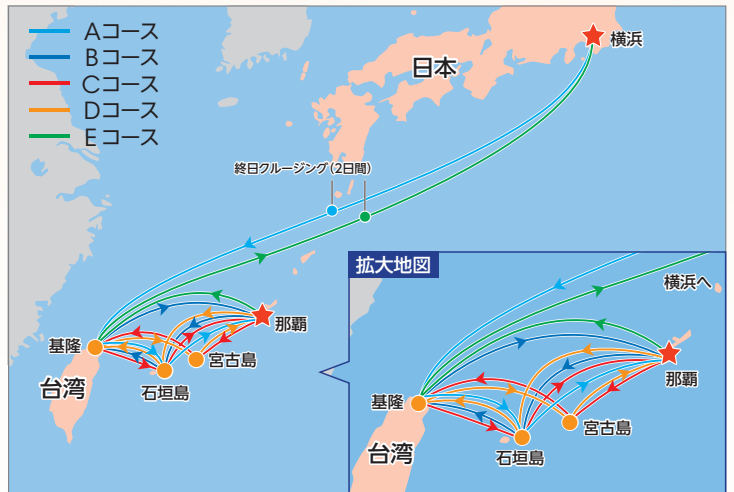 Aコース
Bコース
Cコース
Dコース
Eコース
横浜
日本
終日クルージング(2日間)
那覇
基隆
宮古島
石垣島
台湾
拡大地図
横浜へ
那覇
基隆
宮古島
石垣島
台湾